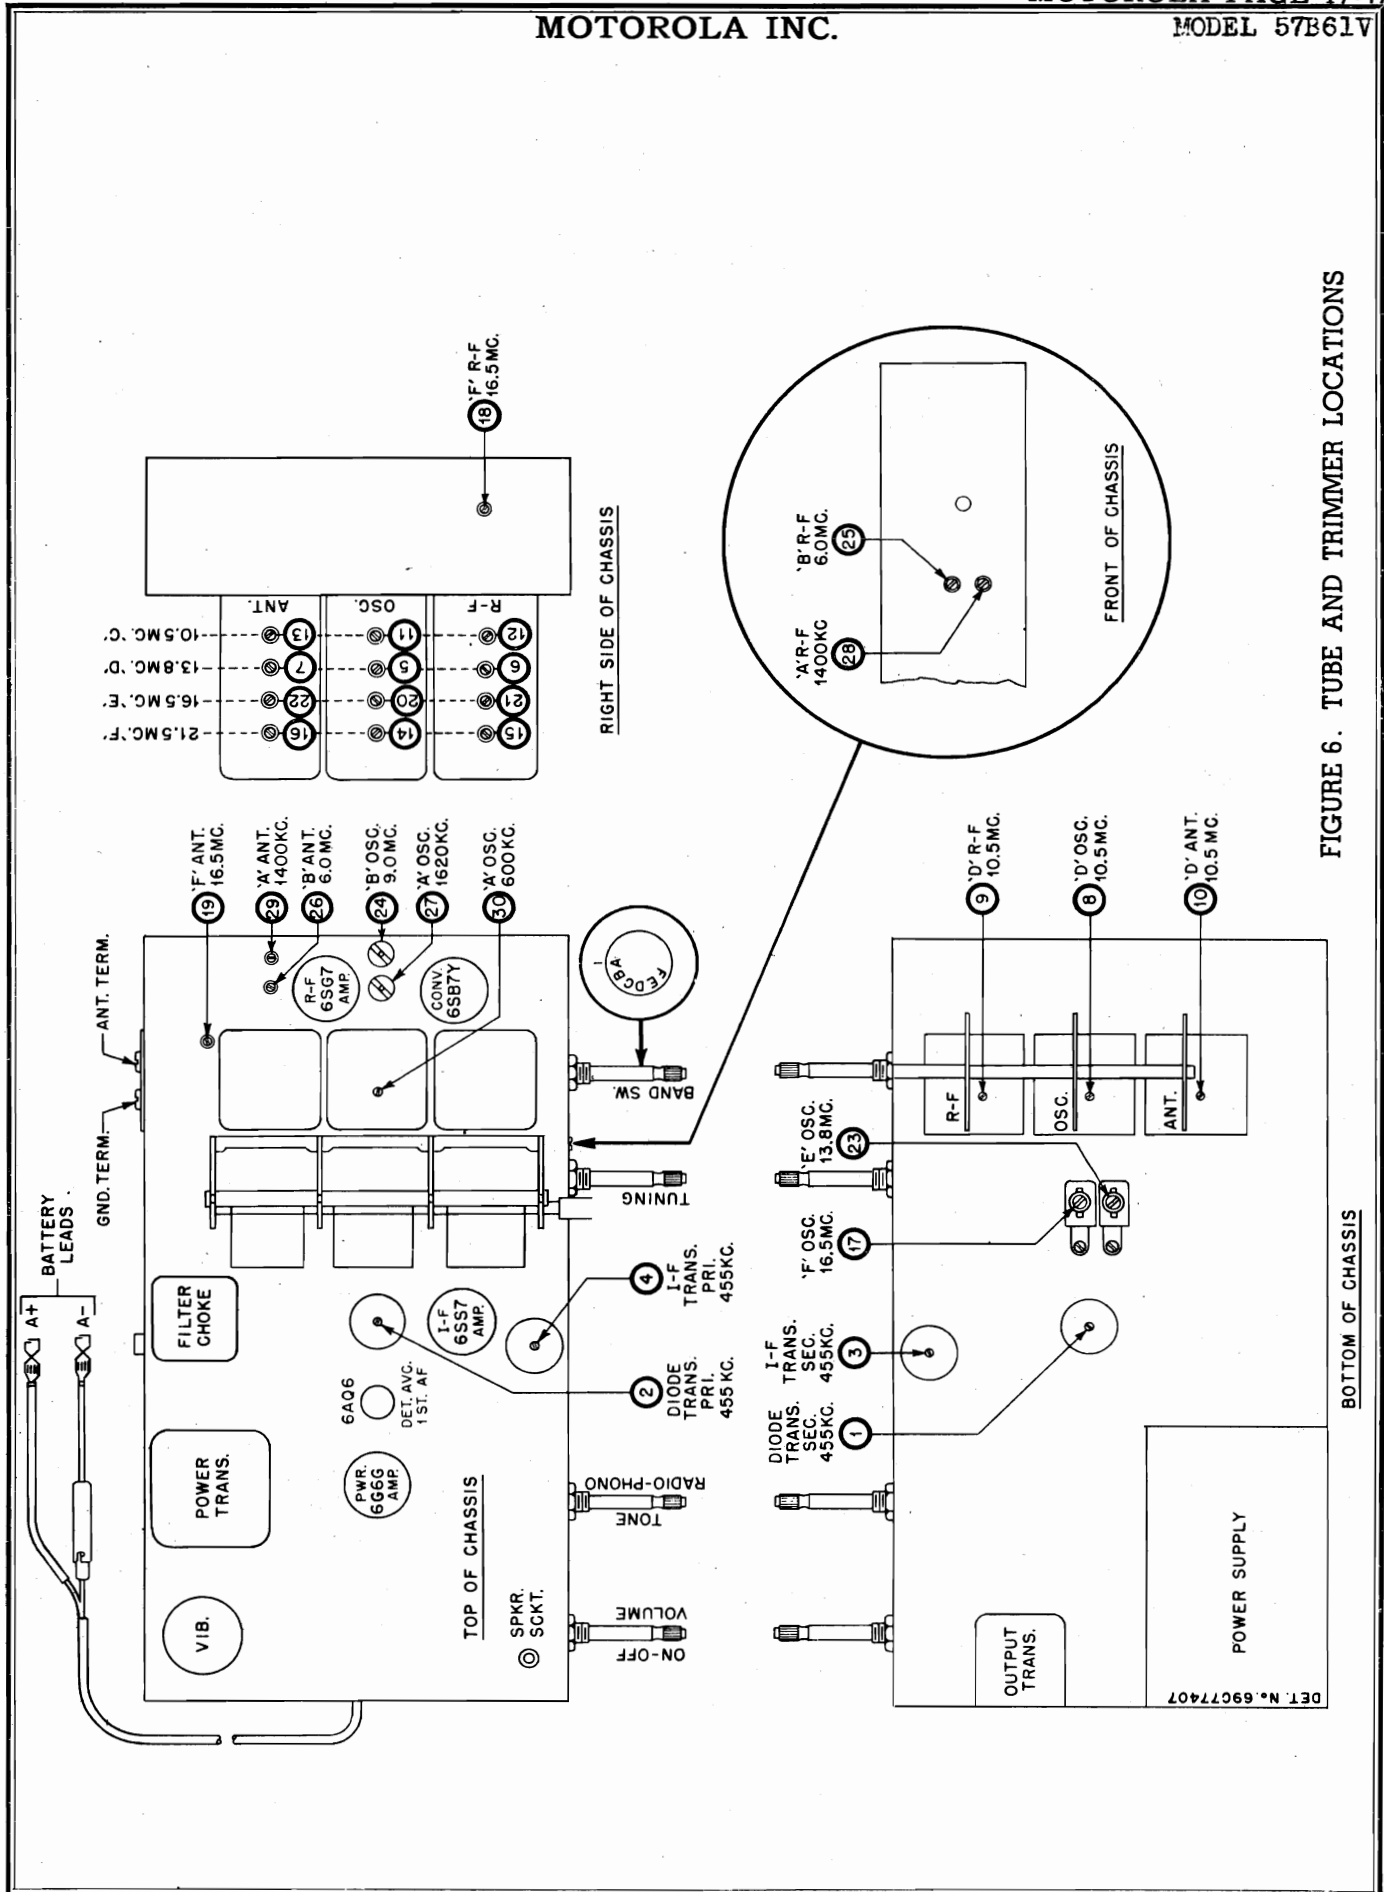 MOTOROLA INC.
MODEL 57B61V
BATTERY
LEADS
A+
A-
GND. TERM.
ANT. TERM.
VIB.
POWER
TRANS.
FILTER
CHOKE
PWR.
6G6G
AMP.
6AQ6
DET. AVC.
1 ST. AF
I-F
6SS7
AMP.
R-F
6SG7
AMP.
CONV.
6SB7Y
19
'F' ANT.
16.5MC.
29
'A' ANT.
1400KC.
26
'B' ANT.
6.0 MC.
24
'B' OSC.
9.0 MC.
27
'A' OSC.
1620KC.
30
'A' OSC.
600KC.
TOP OF CHASSIS
SPKR.
SCKT.
ON-OFF
VOLUME
TONE
RADIO-PHONO
TUNING
BAND SW.
FEDCBA
2
DIODE
TRANS.
PRI.
455 KC.
4
I-F
TRANS.
PRI.
455KC.
10.5MC. 'C'
13.8MC. 'D'
16.5MC. 'E'
21.5MC. 'F'
ANT.
OSC.
R-F
13
7
22
16
11
5
20
14
12
6
21
15
18
'F' R-F
16.5MC.
RIGHT SIDE OF CHASSIS
'A' R-F
1400KC
28
'B' R-F
6.0MC.
25
FRONT OF CHASSIS
DIODE
TRANS.
SEC.
455KC.
1
I-F
TRANS.
SEC.
455KC.
3
'F' OSC.
16.5MC.
17
'E' OSC.
13.8MC.
23
R-F
OSC.
ANT.
9
'D' R-F
10.5MC.
8
'D' OSC.
10.5MC.
10
'D' ANT.
10.5 MC.
OUTPUT
TRANS.
POWER SUPPLY
DET. No. 69C77407
BOTTOM OF CHASSIS
FIGURE 6. TUBE AND TRIMMER LOCATIONS